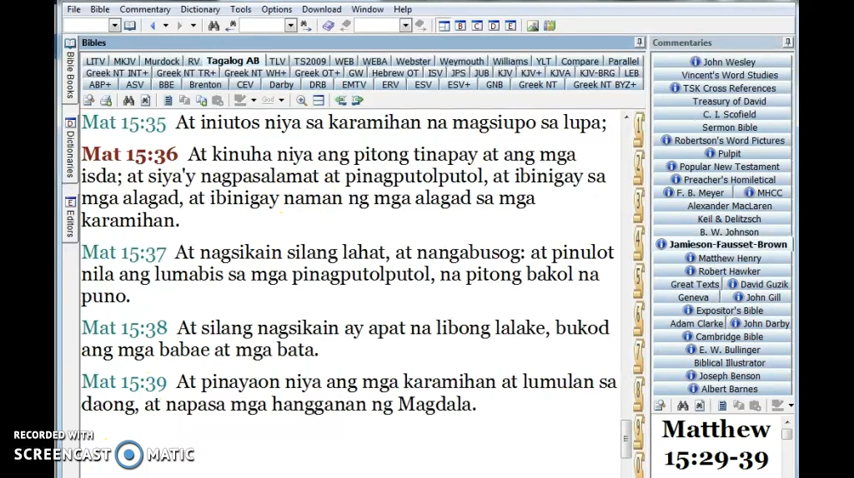 File Bible Commentary Dictionary Tools Options Download Window Help
Bibles
Commentaries
LITV MKJV Murdock RV Tagalog AB TLV TS2009 WEB WEBA Webster Weymouth Williams YLT Compare Parallel
Greek NT INT+ Greek NT TR+ Greek NT WH+ Greek OT+ GW Hebrew OT ISV JPS JUB KJV KJV+ KJVA KJV-BRG LEB
ABP+ ASV BBE Brenton CEV Darby DRB EMTV ERV ESV ESV+ GNB Greek NT Greek NT BYZ+
Bible Books
Dictionaries
Editors
Mat 15:35 At iniutos niya sa karamihan na magsiupo sa lupa;
Mat 15:36 At kinuha niya ang pitong tinapay at ang mga
isda; at siya'y nagpasalamat at pinagputolputol, at ibinigay sa
mga alagad, at ibinigay naman ng mga alagad sa mga
karamihan.
Mat 15:37 At nagsikain silang lahat, at nangabusog: at pinulot
nila ang lumabis sa mga pinagputolputol, na pitong bakol na
puno.
Mat 15:38 At silang nagsikain ay apat na libong lalake, bukod
ang mga babae at mga bata.
Mat 15:39 At pinayaon niya ang mga karamihan at lumulan sa
daong, at napasa mga hangganan ng Magdala.
John Wesley
Vincent's Word Studies
TSK Cross References
Treasury of David
C. I. Scofield
Sermon Bible
Robertson's Word Pictures
Pulpit
Popular New Testament
Preacher's Homiletical
F. B. Meyer MHCC
Alexander MacLaren
Keil & Delitzsch
B. W. Johnson
Jamieson-Fausset-Brown
Matthew Henry
Robert Hawker
Great Texts David Guzik
Geneva John Gill
Expositor's Bible
Adam Clarke John Darby
Cambridge Bible
E. W. Bullinger
Biblical Illustrator
Joseph Benson
Albert Barnes
Matthew
15:29-39
RECORDED WITH
SCREENCAST MATIC